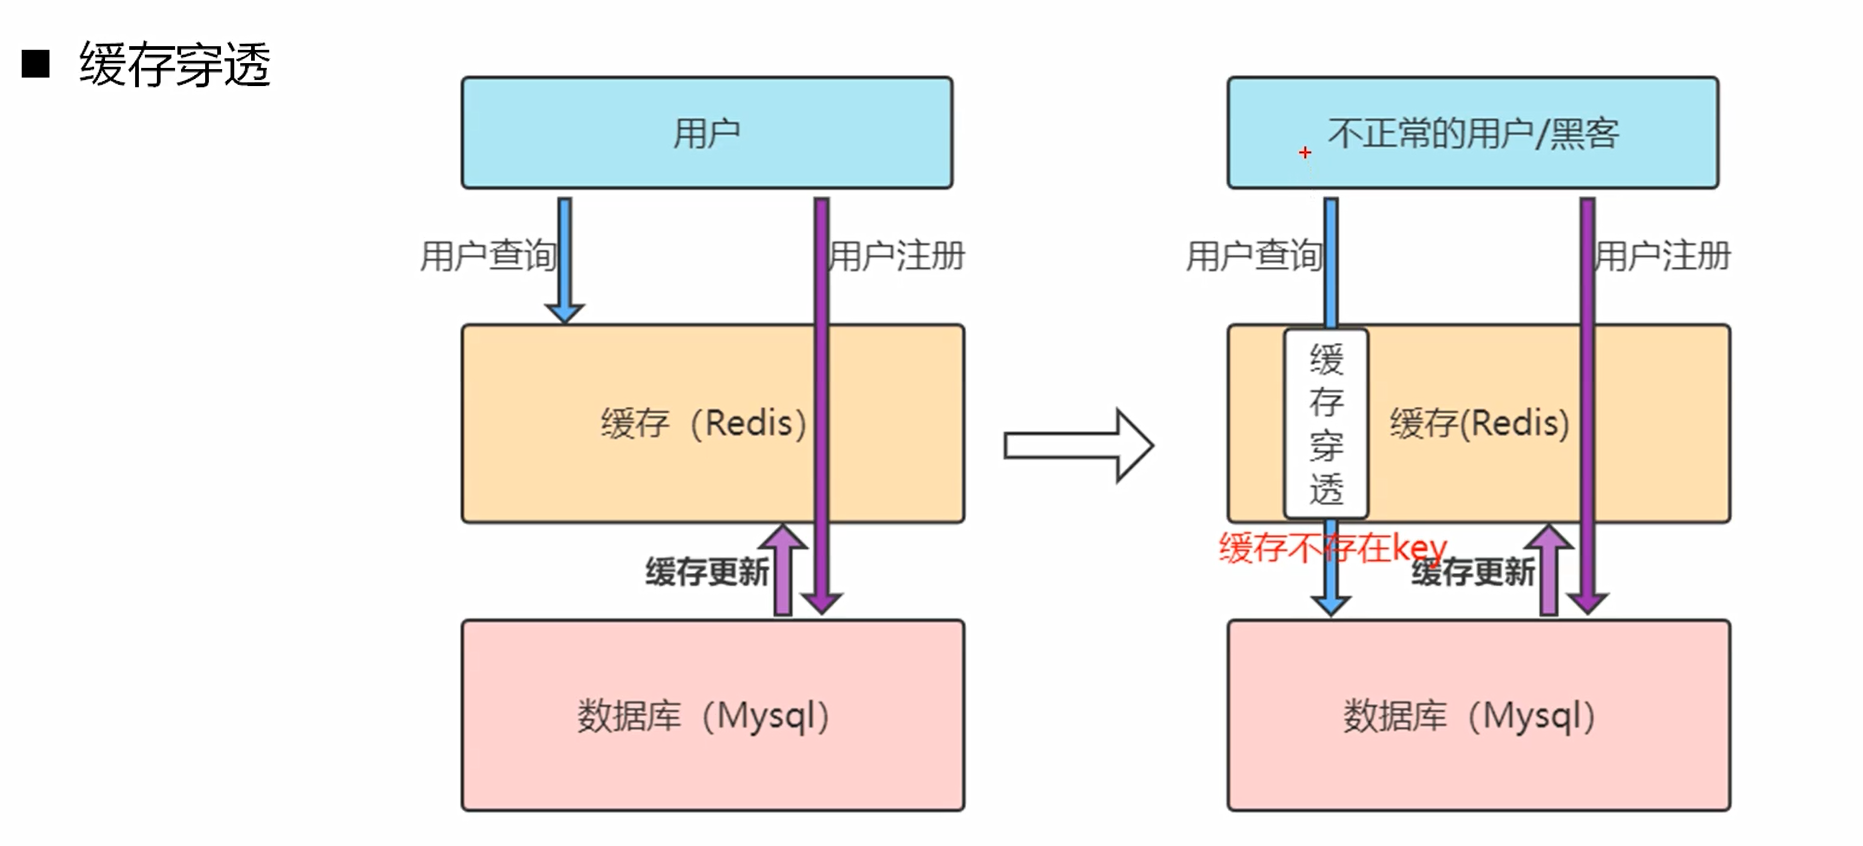 缓存穿透
用户
用户查询
用户注册
缓存（Redis）
缓存更新
数据库（Mysql）
不正常的用户/黑客
用户查询
用户注册
缓存穿透
缓存(Redis)
缓存不存在key
缓存更新
数据库（Mysql）